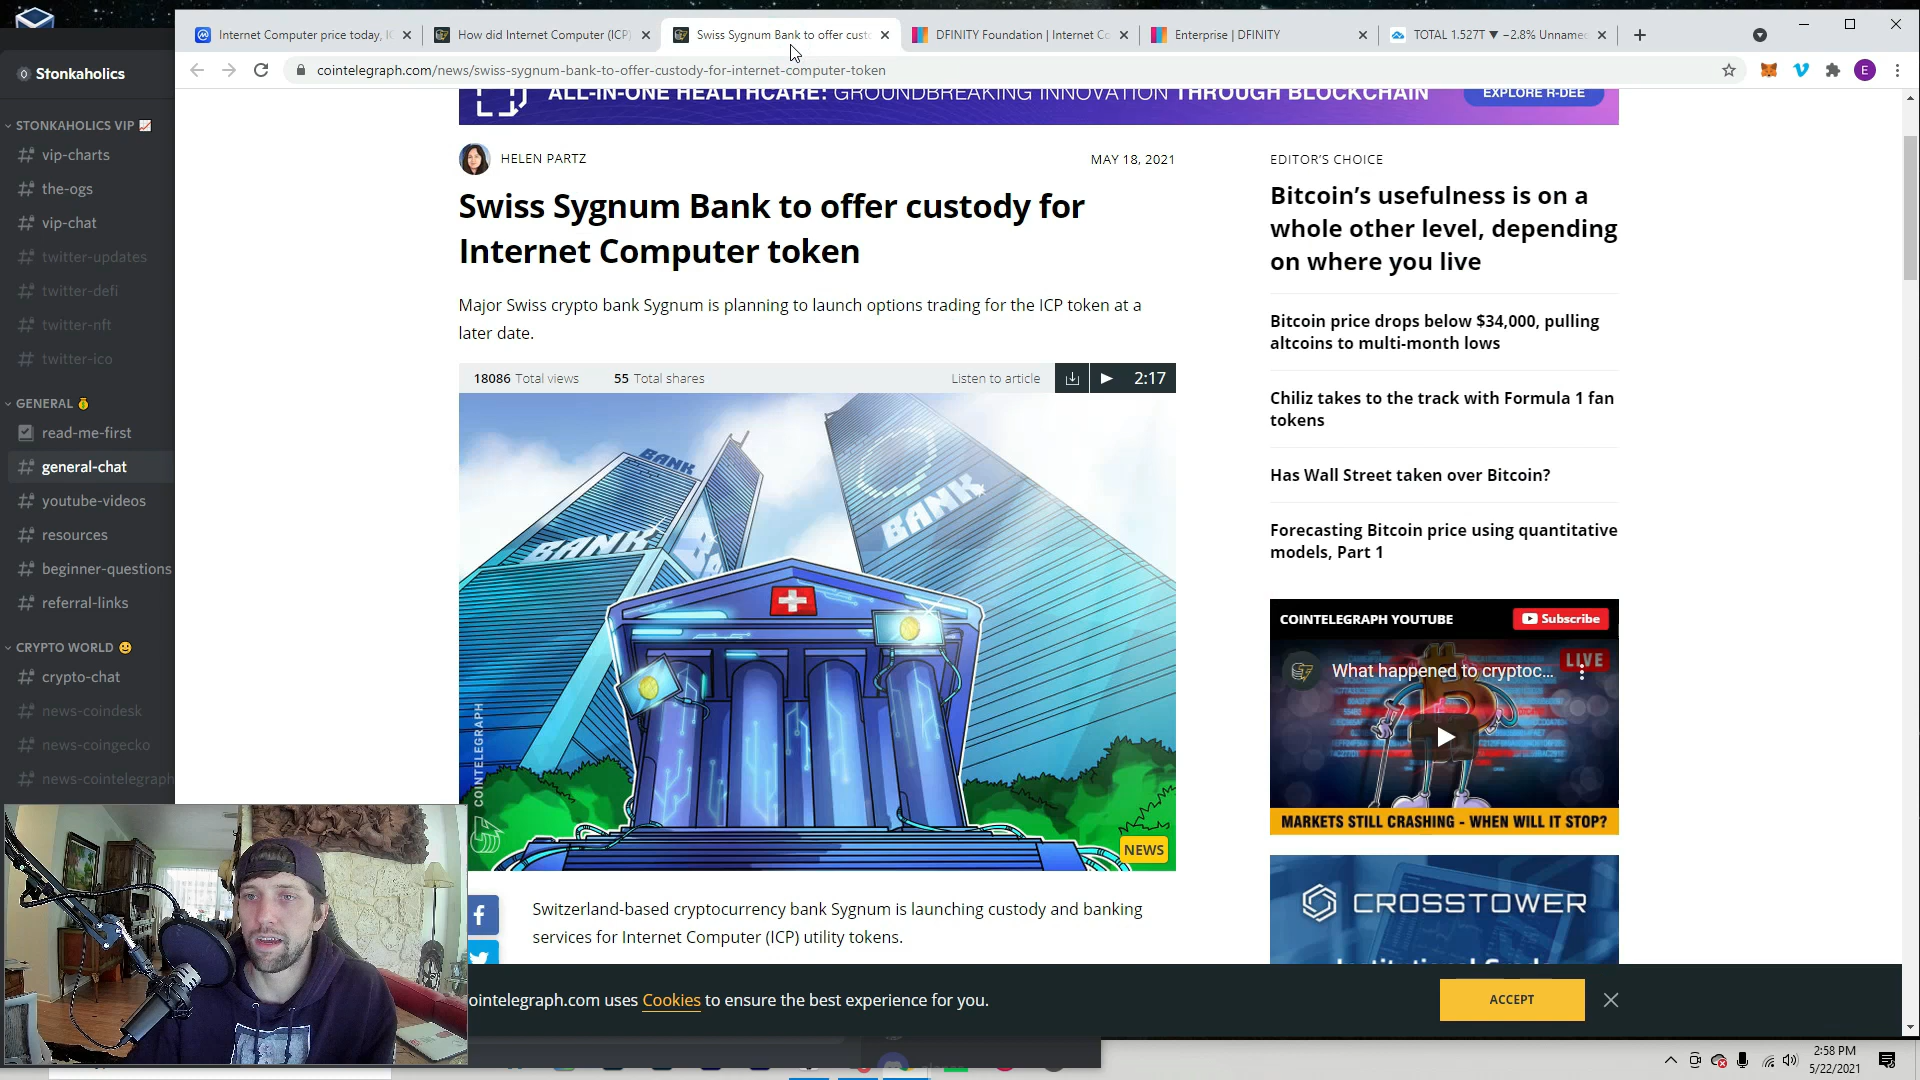 Internet Computer price today, IC
How did Internet Computer (ICP)
Swiss Sygnum Bank to offer custo
DFINITY Foundation | Internet Co
Enterprise | DFINITY
TOTAL 1.527T ▼ −2.8% Unnamed
cointelegraph.com/news/swiss-sygnum-bank-to-offer-custody-for-internet-computer-token
E
Stonkaholics
STONKAHOLICS VIP
vip-charts
the-ogs
vip-chat
twitter-updates
twitter-defi
twitter-nft
twitter-ico
GENERAL
read-me-first
general-chat
youtube-videos
resources
beginner-questions
referral-links
CRYPTO WORLD
crypto-chat
news-coindesk
news-coingecko
news-cointelegraph
ALL-IN-ONE HEALTHCARE: GROUNDBREAKING INNOVATION THROUGH BLOCKCHAIN
EXPLORE R-DEE
HELEN PARTZ
MAY 18, 2021
Swiss Sygnum Bank to offer custody for
Internet Computer token
Major Swiss crypto bank Sygnum is planning to launch options trading for the ICP token at a
later date.
18086 Total views
55 Total shares
Listen to article
2:17
BANK
BANK
BANK
COINTELEGRAPH
NEWS
Switzerland-based cryptocurrency bank Sygnum is launching custody and banking
services for Internet Computer (ICP) utility tokens.
EDITOR'S CHOICE
Bitcoin's usefulness is on a
whole other level, depending
on where you live
Bitcoin price drops below $34,000, pulling
altcoins to multi-month lows
Chiliz takes to the track with Formula 1 fan
tokens
Has Wall Street taken over Bitcoin?
Forecasting Bitcoin price using quantitative
models, Part 1
COINTELEGRAPH YOUTUBE
Subscribe
What happened to cryptoc...
LIVE
MARKETS STILL CRASHING - WHEN WILL IT STOP?
CROSSTOWER
ointelegraph.com uses Cookies to ensure the best experience for you.
ACCEPT
2:58 PM
5/22/2021